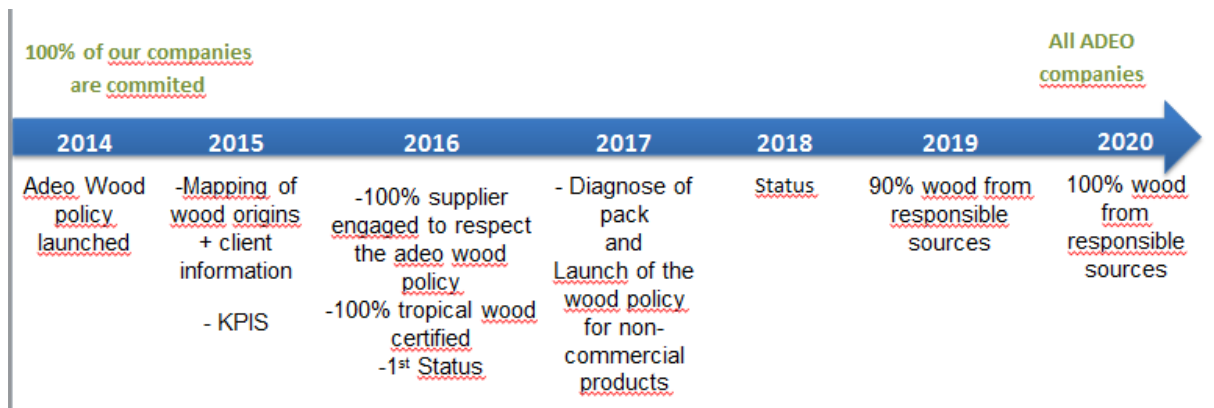 100% of our companies
are commited
All ADEO
companies
2014
2015
2016
2017
2018
2019
2020
Adeo Wood
policy
launched
-Mapping of
wood origins
+ client
information
- KPIS
-100% supplier
engaged to respect
the adeo wood
policy
-100% tropical wood
certified
-1st Status
- Diagnose of
pack
and
Launch of the
wood policy
for non-
commercial
products
Status
90% wood from
responsible
sources
100% wood
from
responsible
sources